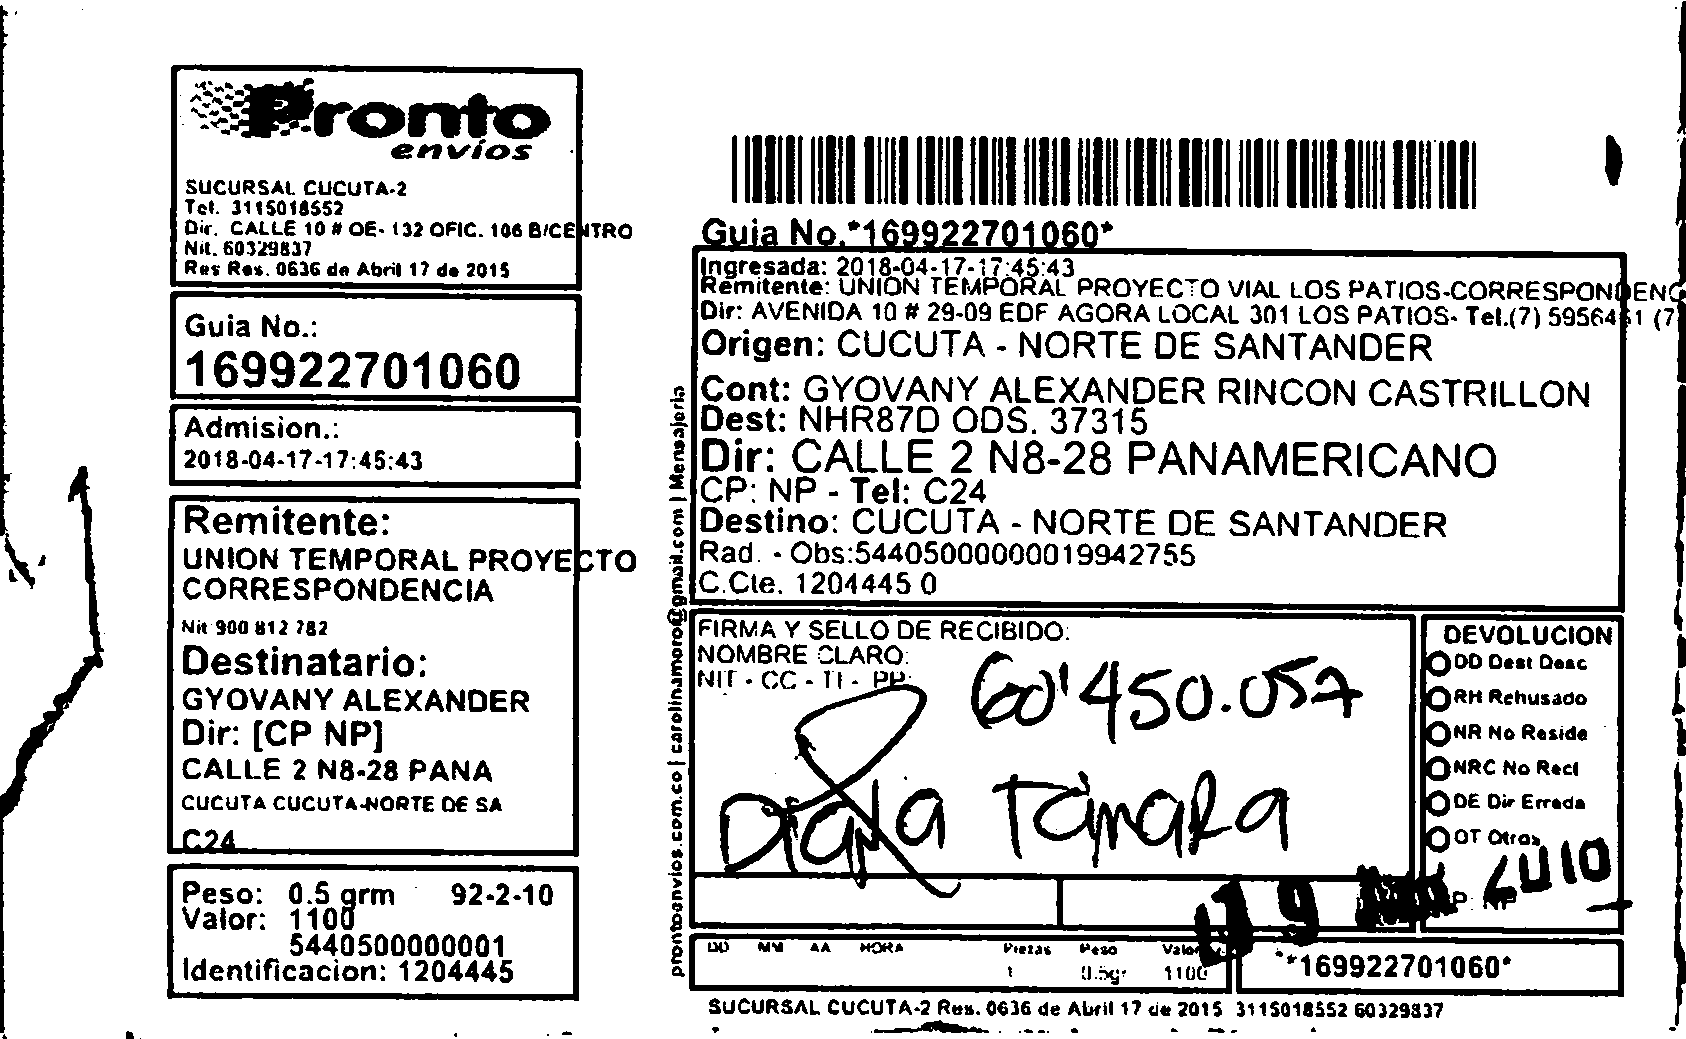 Pronto
envíos
SUCURSAL CUCUTA-2
Tel. 3115018552
Dir. CALLE 10 # OE- 132 OFIC. 106 B/CENTRO
Nit. 60329837
Res Res. 0636 de Abril 17 de 2015
Guia No.:
169922701060
Admision.:
2018-04-17-17:45:43
Remitente:
UNION TEMPORAL PROYECTO
CORRESPONDENCIA
Nit 900 812 782
Destinatario:
GYOVANY ALEXANDER
Dir: [CP NP]
CALLE 2 N8-28 PANA
CUCUTA CUCUTA-NORTE DE SA
C24
Peso: 0.5 grm 92-2-10
Valor: 1100
5440500000001
Identificacion: 1204445
prontoenvios.com.co | carolinamoro@gmail.com | Mensajeria
Guia No.*169922701060*
Ingresada: 2018-04-17-17:45:43
Remitente: UNION TEMPORAL PROYECTO VIAL LOS PATIOS-CORRESPONDENC
Dir: AVENIDA 10 # 29-09 EDF AGORA LOCAL 301 LOS PATIOS- Tel.(7) 5956461 (7
Origen: CUCUTA - NORTE DE SANTANDER
Cont: GYOVANY ALEXANDER RINCON CASTRILLON
Dest: NHR87D ODS. 37315
Dir: CALLE 2 N8-28 PANAMERICANO
CP: NP - Tel: C24
Destino: CUCUTA - NORTE DE SANTANDER
Rad. - Obs:544050000000019942755
C.Cte. 1204445 0
FIRMA Y SELLO DE RECIBIDO:
NOMBRE CLARO:
NIT - CC - TI - PP:
60'450.057
Diana Támara
DEVOLUCION
DD Dest Desc
RH Rehusado
NR No Reside
NRC No Recl
DE Dir Errada
OT Otros
P: NP
19
DD MM AA HORA Piezas Peso Valor
1 0.5gr 1100
**169922701060*
SUCURSAL CUCUTA-2 Res. 0636 de Abril 17 de 2015 3115018552 60329837